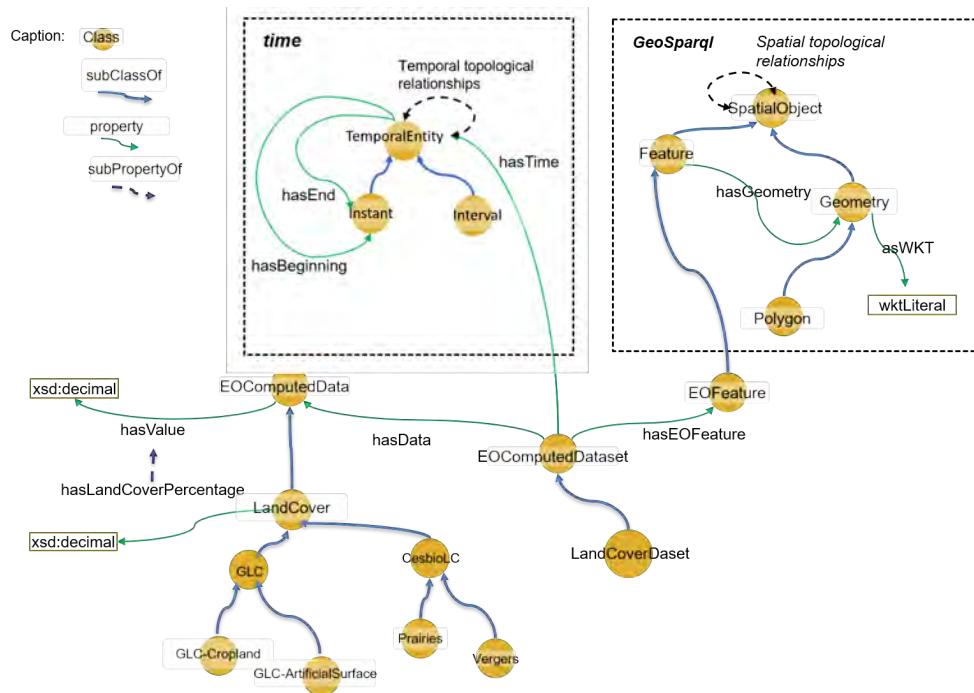 Caption:
Class
subClassOf
property
subPropertyOf
time
Temporal topological
relationships
TemporalEntity
hasEnd
Instant
Interval
hasBeginning
hasTime
GeoSparql
Spatial topological
relationships
SpatialObject
Feature
hasGeometry
Geometry
asWKT
Polygon
wktLiteral
xsd:decimal
EOComputedData
hasValue
hasData
EOFeature
hasEOFeature
EOComputedDataset
hasLandCoverPercentage
LandCover
xsd:decimal
GLC
CesbioLC
LandCoverDaset
GLC-Cropland
GLC-ArtificialSurface
Prairies
Vergers